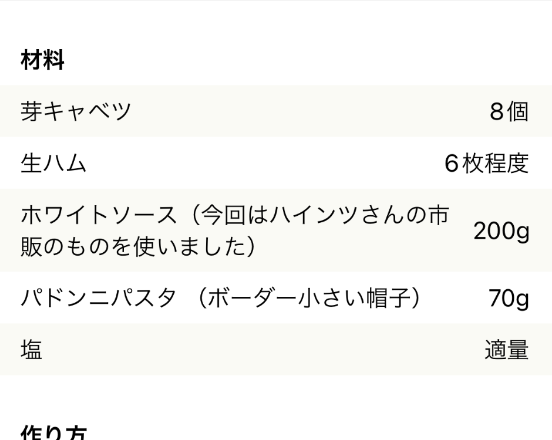 材料
芽キャベツ 8個
生ハム 6枚程度
ホワイトソース（今回はハインツさんの市
販のものを使いました） 200g
パドンニパスタ （ボーダー小さい帽子） 70g
塩 適量
作り方